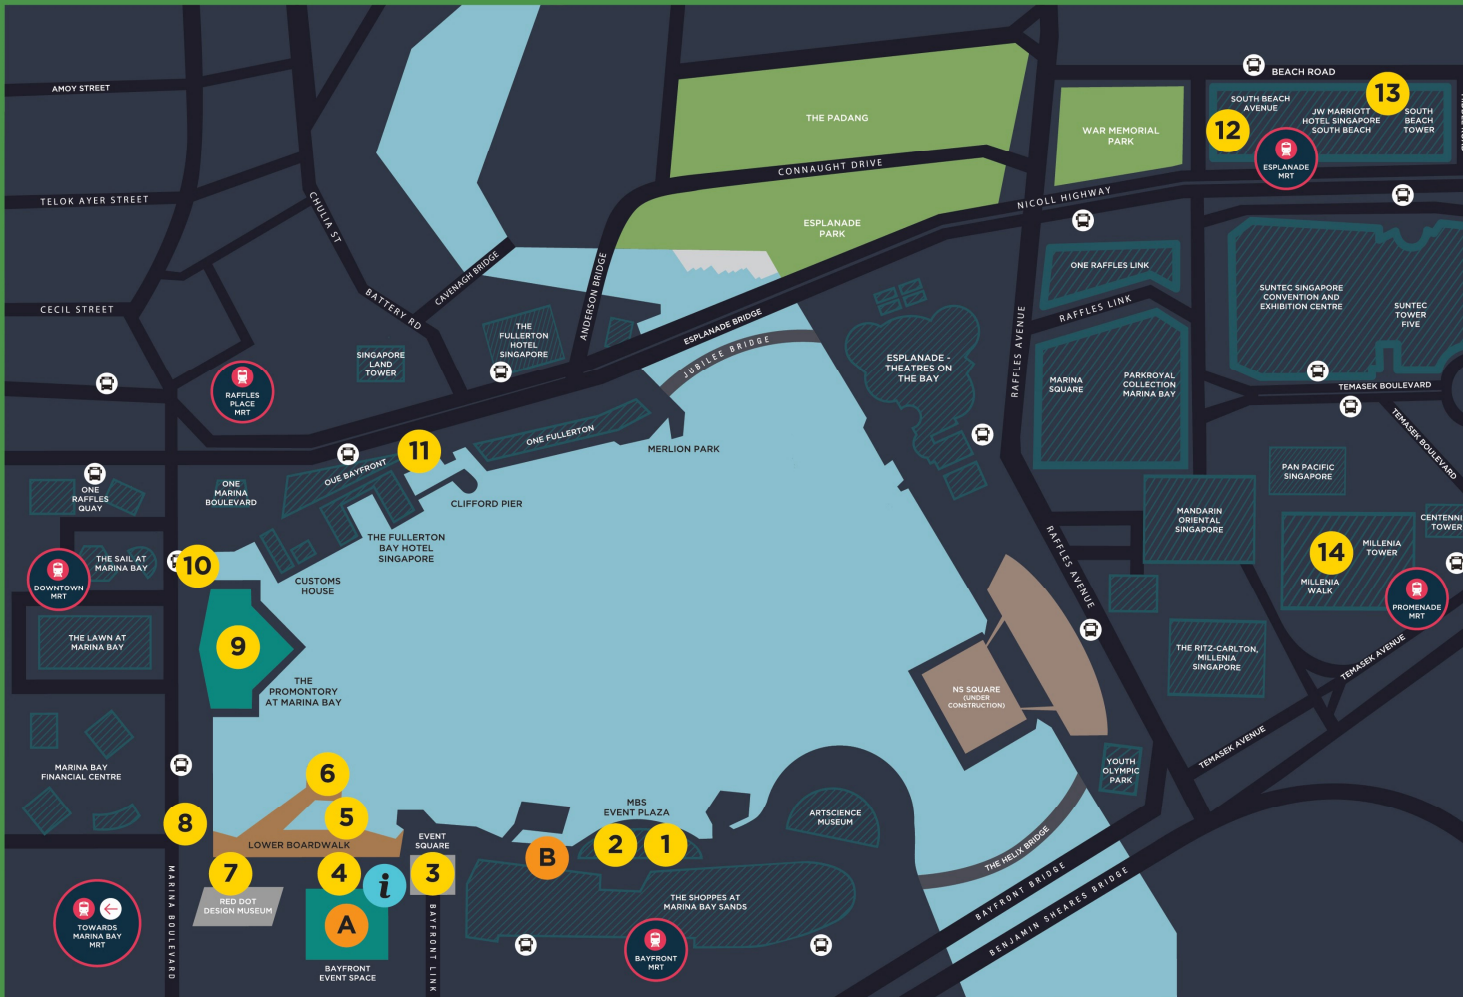 AMOY STREET
TELOK AYER STREET
CECIL STREET
CHULIA ST
BATTERY RD
CAVENAGH BRIDGE
ANDERSON BRIDGE
THE PADANG
CONNAUGHT DRIVE
ESPLANADE
PARK
WAR MEMORIAL
PARK
NICOLL HIGHWAY
BEACH ROAD
13
SOUTH BEACH
AVENUE
12
JW MARRIOTT
HOTEL SINGAPORE
SOUTH BEACH
SOUTH
BEACH
TOWER
ESPLANADE
MRT
ONE RAFFLES LINK
RAFFLES LINK
RAFFLES AVENUE
SUNTEC SINGAPORE
CONVENTION AND
EXHIBITION CENTRE
SUNTEC
TOWER
FIVE
THE
FULLERTON
HOTEL
SINGAPORE
SINGAPORE
LAND
TOWER
RAFFLES
PLACE
MRT
ESPLANADE BRIDGE
JUBILEE BRIDGE
ESPLANADE -
THEATRES ON
THE BAY
MARINA
SQUARE
PARKROYAL
COLLECTION
MARINA BAY
TEMASEK BOULEVARD
TEMASEK BOULEVARD
ONE FULLERTON
MERLION PARK
11
OUE BAYFRONT
CLIFFORD PIER
ONE
MARINA
BOULEVARD
ONE
RAFFLES
QUAY
THE FULLERTON
BAY HOTEL
SINGAPORE
CUSTOMS
HOUSE
PAN PACIFIC
SINGAPORE
MANDARIN
ORIENTAL
SINGAPORE
CENTENNI
TOWER
MILLENIA
TOWER
14
MILLENIA
WALK
PROMENADE
MRT
RAFFLES AVENUE
THE SAIL AT
MARINA BAY
10
DOWNTOWN
MRT
THE LAWN AT
MARINA BAY
9
THE
PROMONTORY
AT MARINA BAY
THE RITZ-CARLTON,
MILLENIA
SINGAPORE
TEMASEK AVENUE
TEMASEK AVENUE
NS SQUARE
(UNDER
CONSTRUCTION)
YOUTH
OLYMPIC
PARK
MARINA BAY
FINANCIAL CENTRE
6
5
8
LOWER BOARDWALK
EVENT
SQUARE
MBS
EVENT PLAZA
2
1
B
ARTSCIENCE
MUSEUM
THE HELIX BRIDGE
BAYFRONT BRIDGE
BENJAMIN SHEARES BRIDGE
7
4
i
3
RED DOT
DESIGN MUSEUM
A
THE SHOPPES AT
MARINA BAY SANDS
TOWARDS
MARINA BAY
MRT
MARINA BOULEVARD
BAYFRONT
EVENT SPACE
BAYFRONT LINK
BAYFRONT
MRT